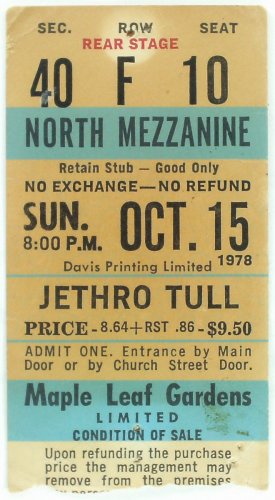 SEC. ROW SEAT
REAR STAGE
40 F 10
NORTH MEZZANINE
Retain Stub – Good Only
NO EXCHANGE—NO REFUND
SUN. OCT. 15
8:00 P.M. 1978
Davis Printing Limited
JETHRO TULL
PRICE - 8.64 + RST .86 - $9.50
ADMIT ONE. Entrance by Main
Door or by Church Street Door.
Maple Leaf Gardens
LIMITED
CONDITION OF SALE
Upon refunding the purchase
price the management may
remove from the premises